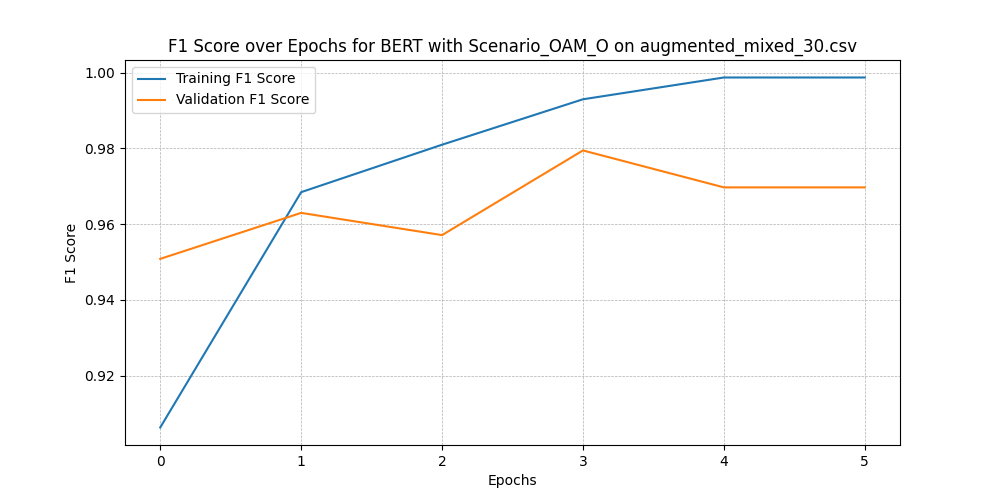 F1 Score over Epochs for BERT with Scenario_OAM_O on augmented_mixed_30.csv
Training F1 Score
Validation F1 Score
1.00
0.98
0.96
0.94
0.92
F1 Score
0 1 2 3 4 5
Epochs